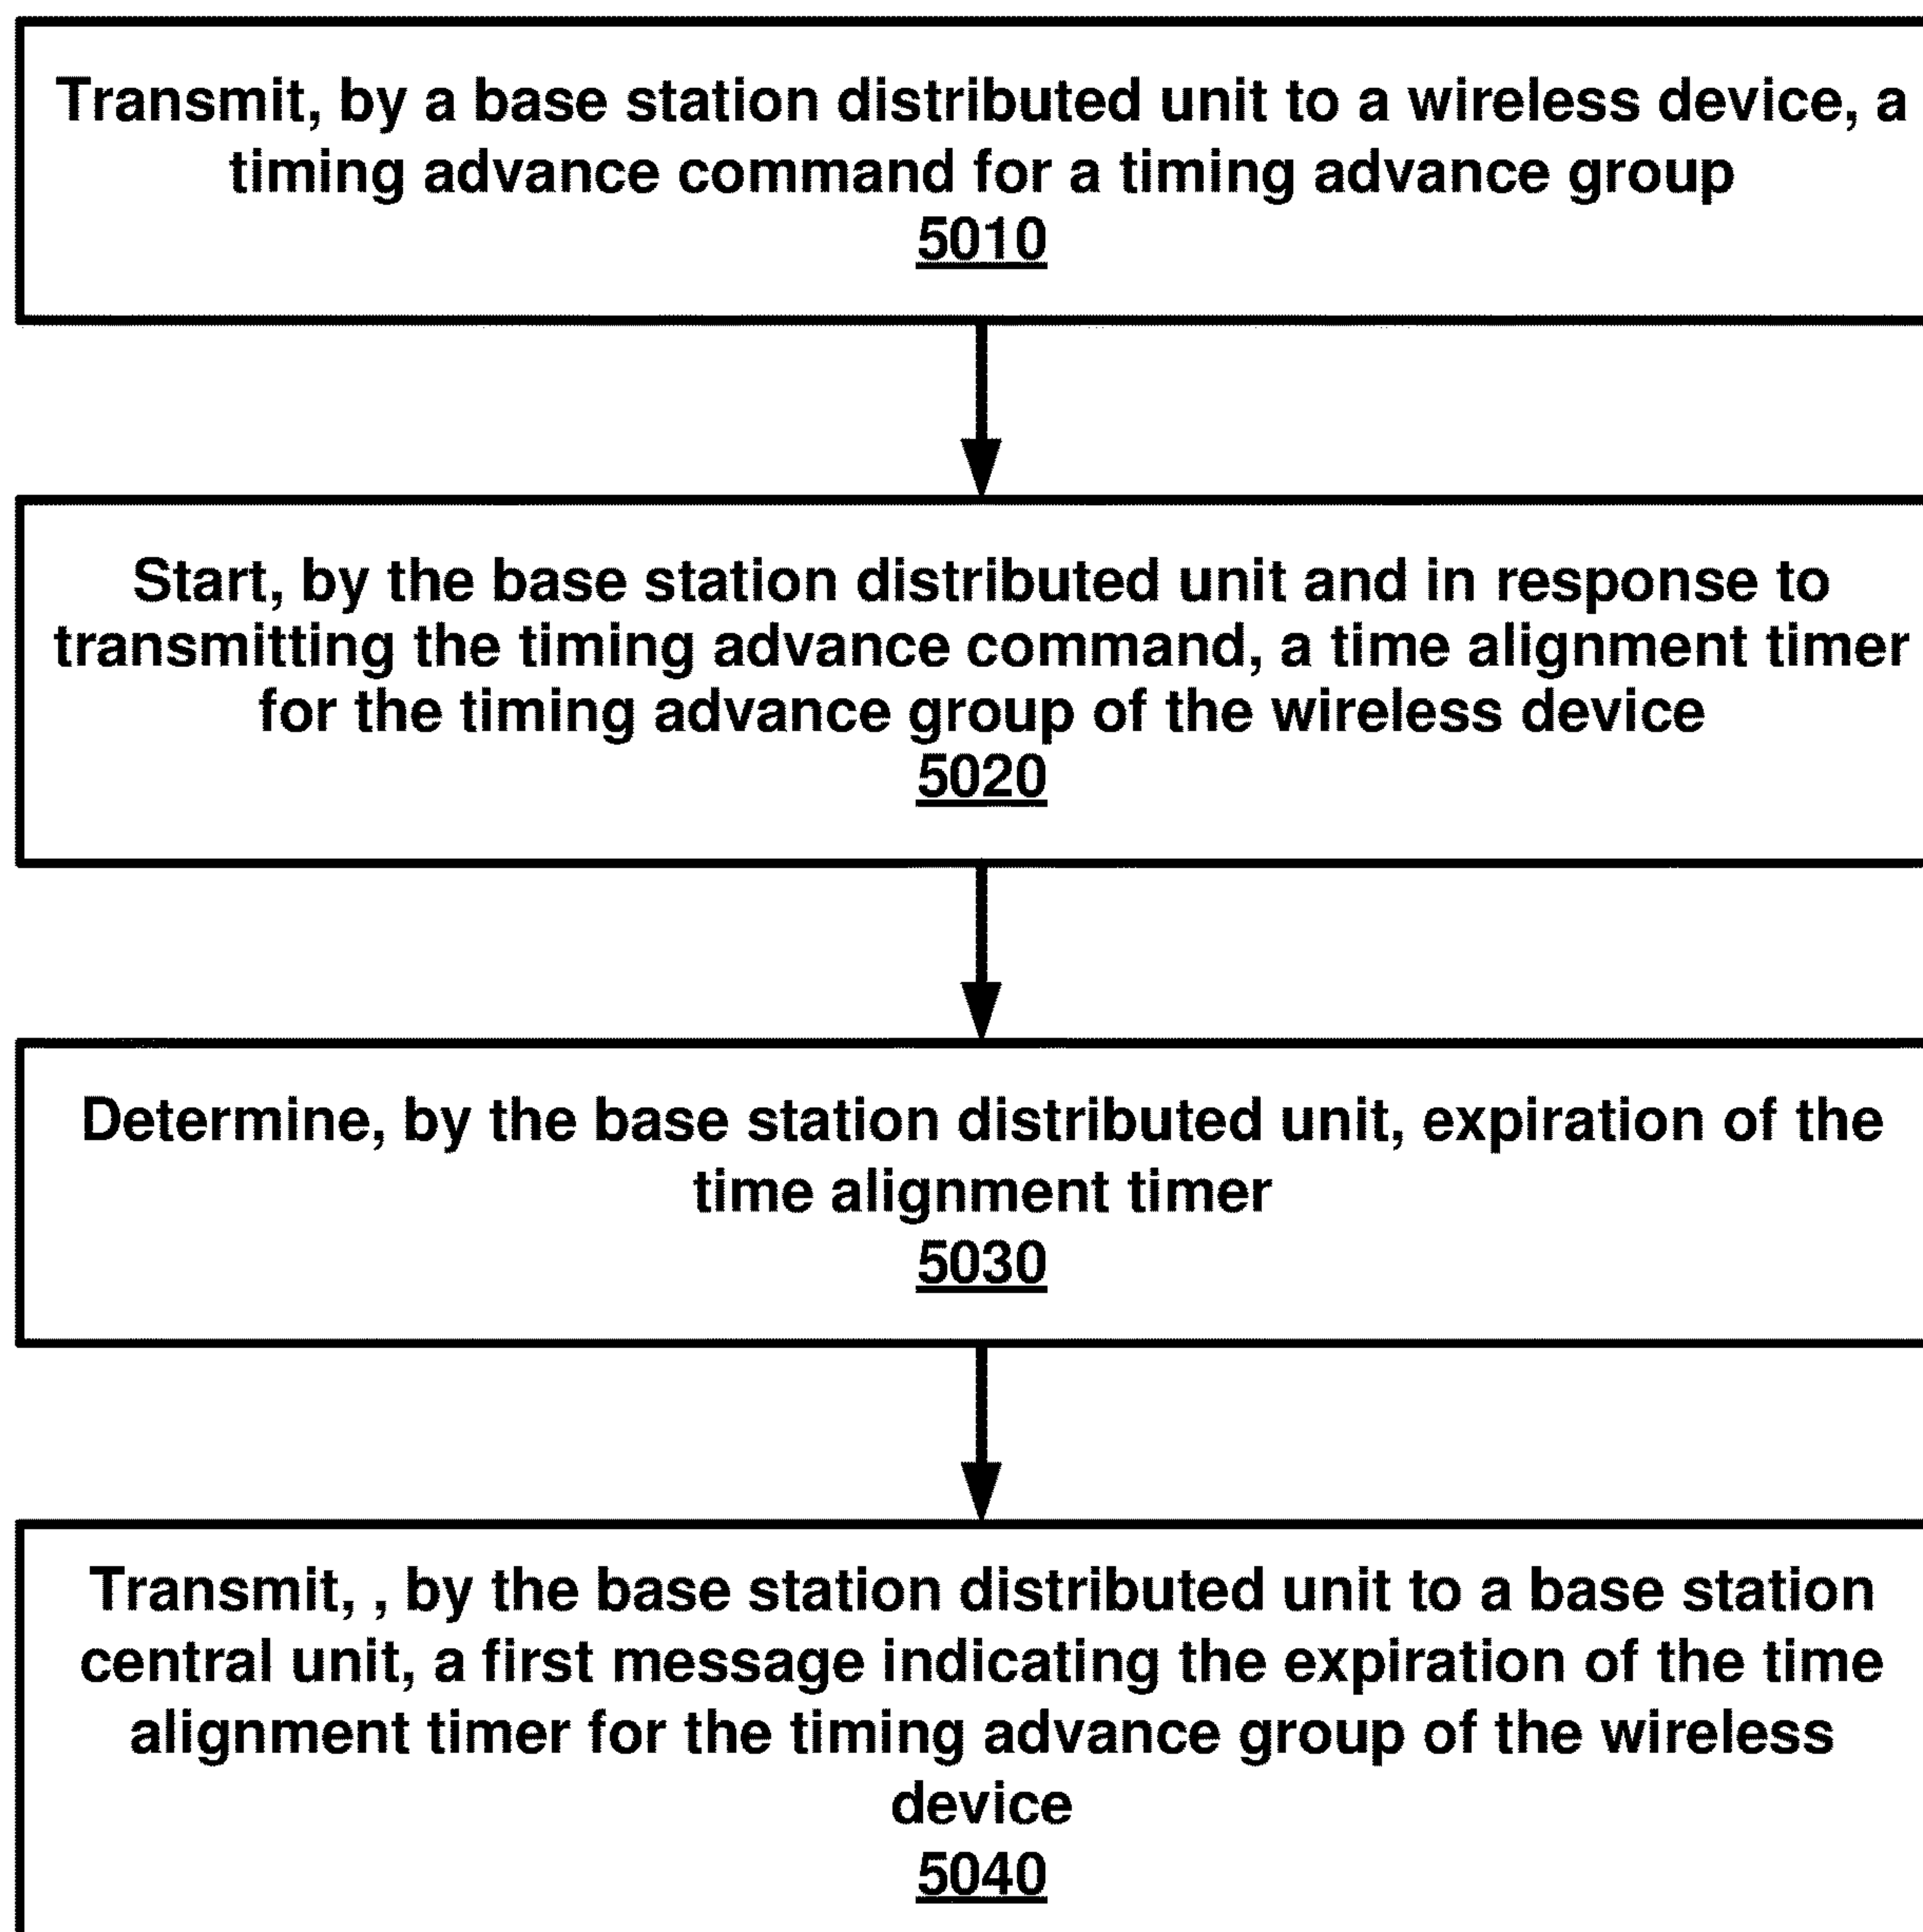 Transmit, by a base station distributed unit to a wireless device, a
timing advance command for a timing advance group
5010
Start, by the base station distributed unit and in response to
transmitting the timing advance command, a time alignment timer
for the timing advance group of the wireless device
5020
Determine, by the base station distributed unit, expiration of the
time alignment timer
5030
Transmit, , by the base station distributed unit to a base station
central unit, a first message indicating the expiration of the time
alignment timer for the timing advance group of the wireless
device
5040